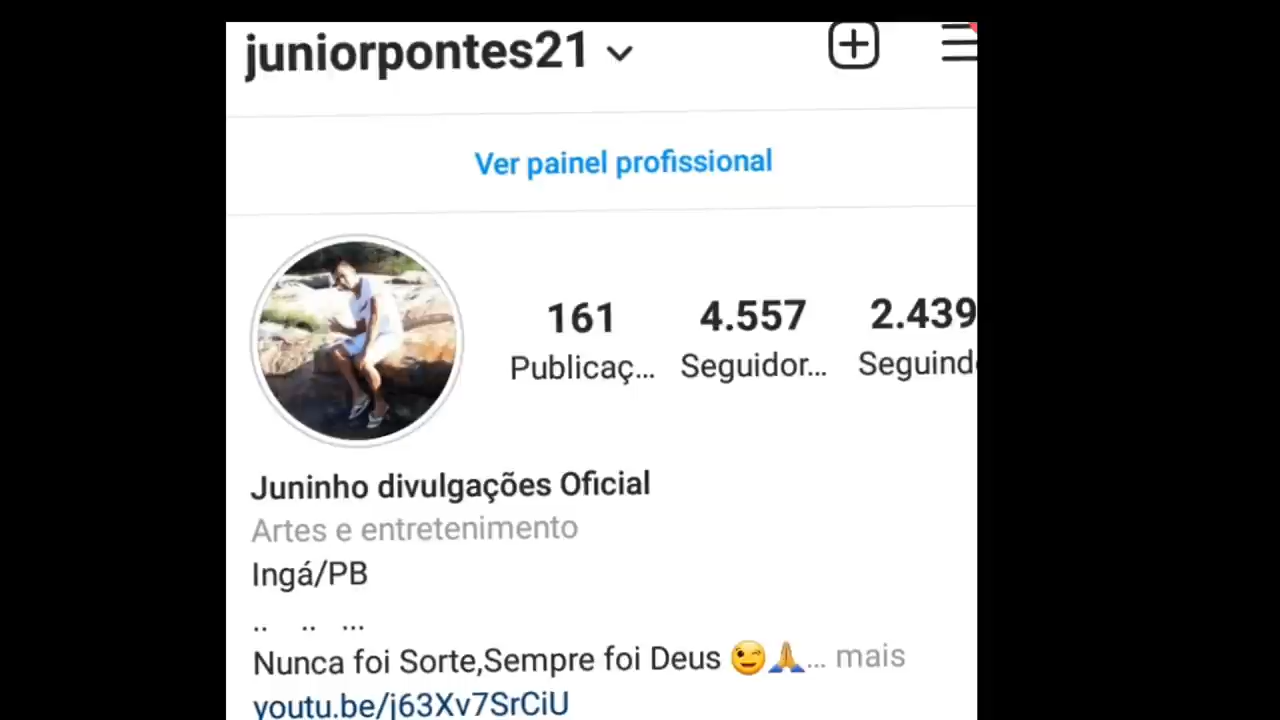 juniorpontes21
Ver painel profissional
161 4.557 2.439
Publicaç... Seguidor... Seguind
Juninho divulgações Oficial
Artes e entretenimento
Ingá/PB
.. .. ...
Nunca foi Sorte,Sempre foi Deus 😉🙏... mais
youtu.be/j63Xv7SrCiU